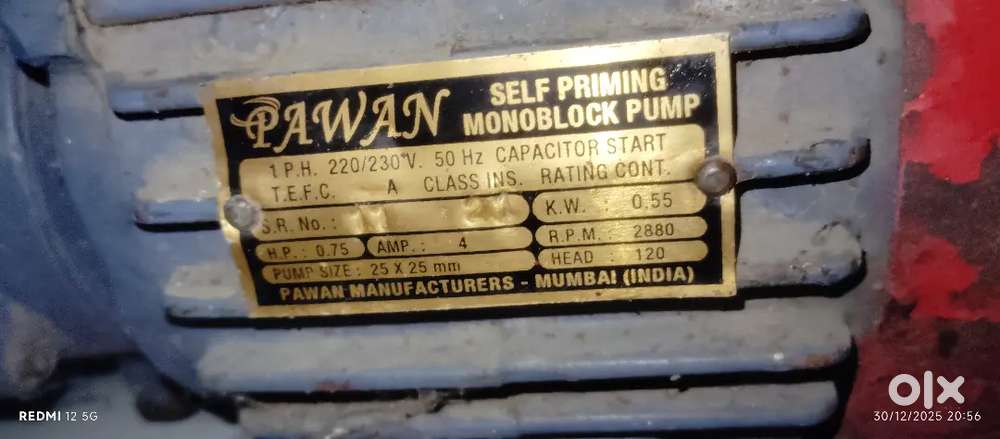 PAWAN
SELF PRIMING
MONOBLOCK PUMP
1 P.H. 220/230 V. 50 Hz CAPACITOR START
T.E.F.C. A CLASS INS. RATING CONT.
S.R. No. : 11
K.W. : 0.55
H.P. : 0.75 AMP. : 4
R.P.M. : 2880
PUMP SIZE : 25 X 25 mm
HEAD : 120
PAWAN MANUFACTURERS - MUMBAI (INDIA)
REDMI 12 5G
olx
30/12/2025 20:56